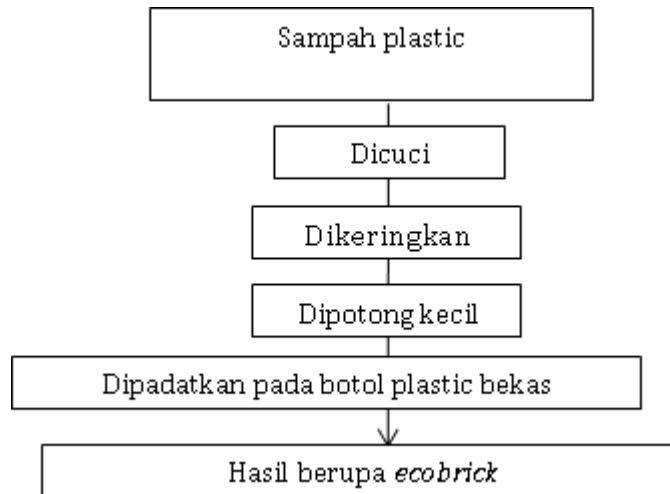 Sampah plastic
Dicuci
Dikeringkan
Dipotong kecil
Dipadatkan pada botol plastic bekas
Hasil berupa ecobrick